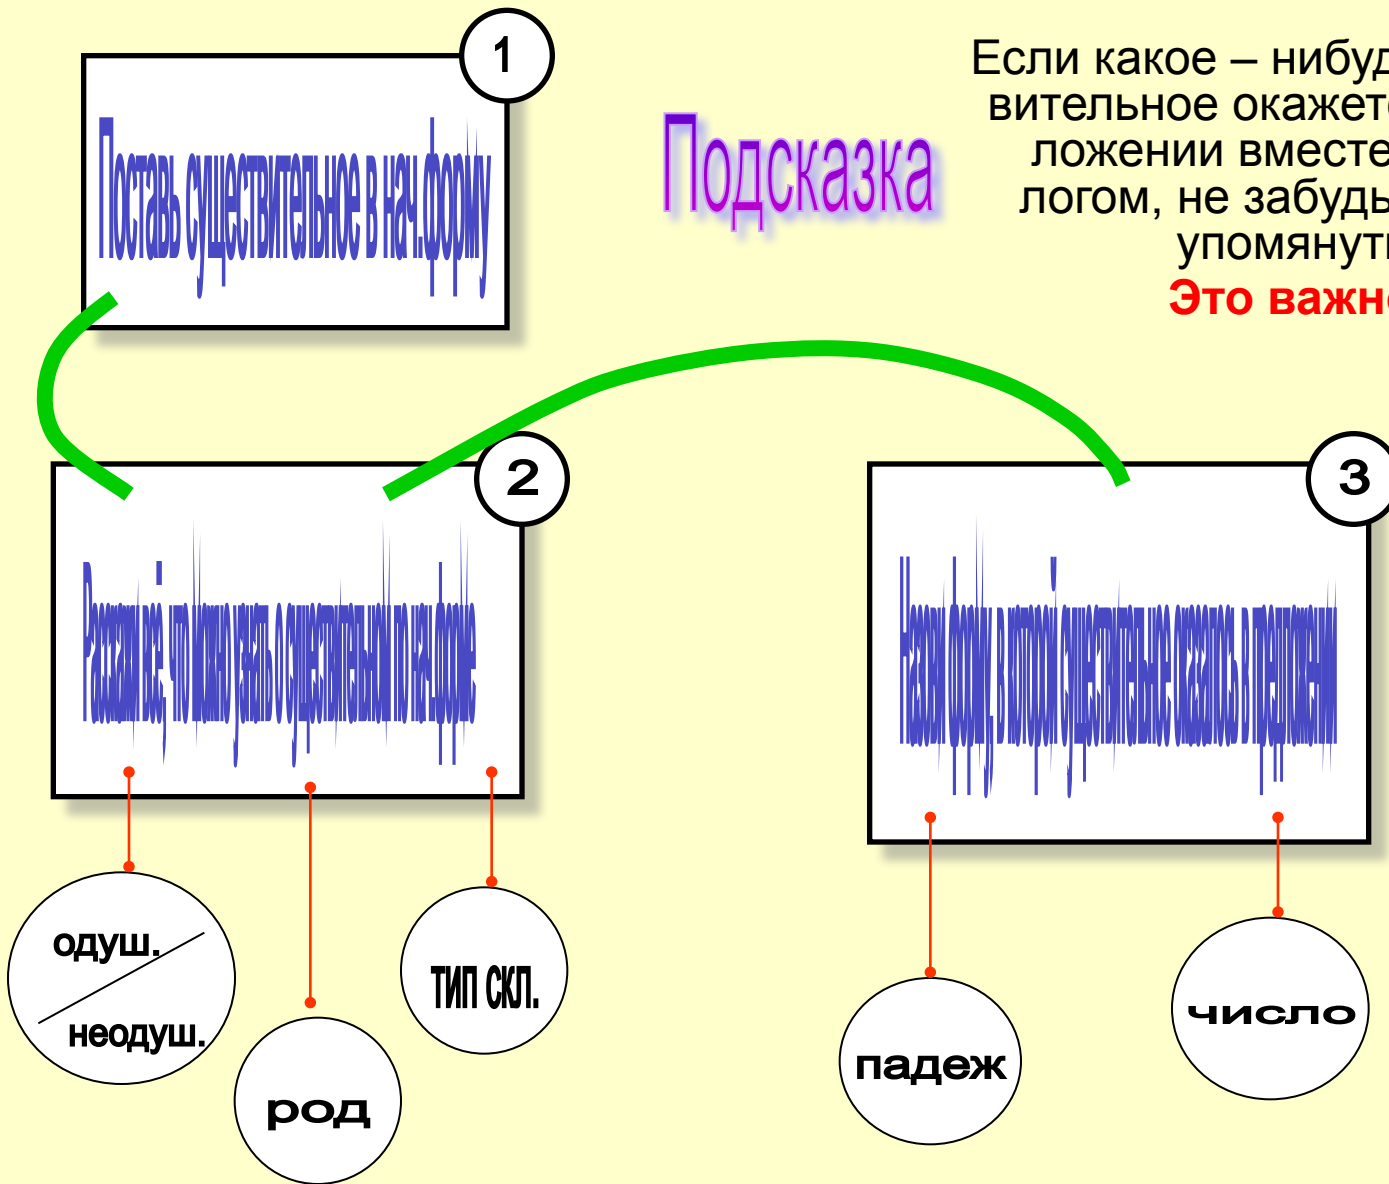 1
Поставь существительное в нач.форму
Подсказка
Если какое – нибуд
вительное окажет
ложении вместе
логом, не забудь
упомянут
Это важн
2
Расскажи всё, что можно узнать о существительном по нач.форме
3
Назови форму, в которой существительное оказалось в предложении
одуш.
неодуш.
род
тип скл.
падеж
число